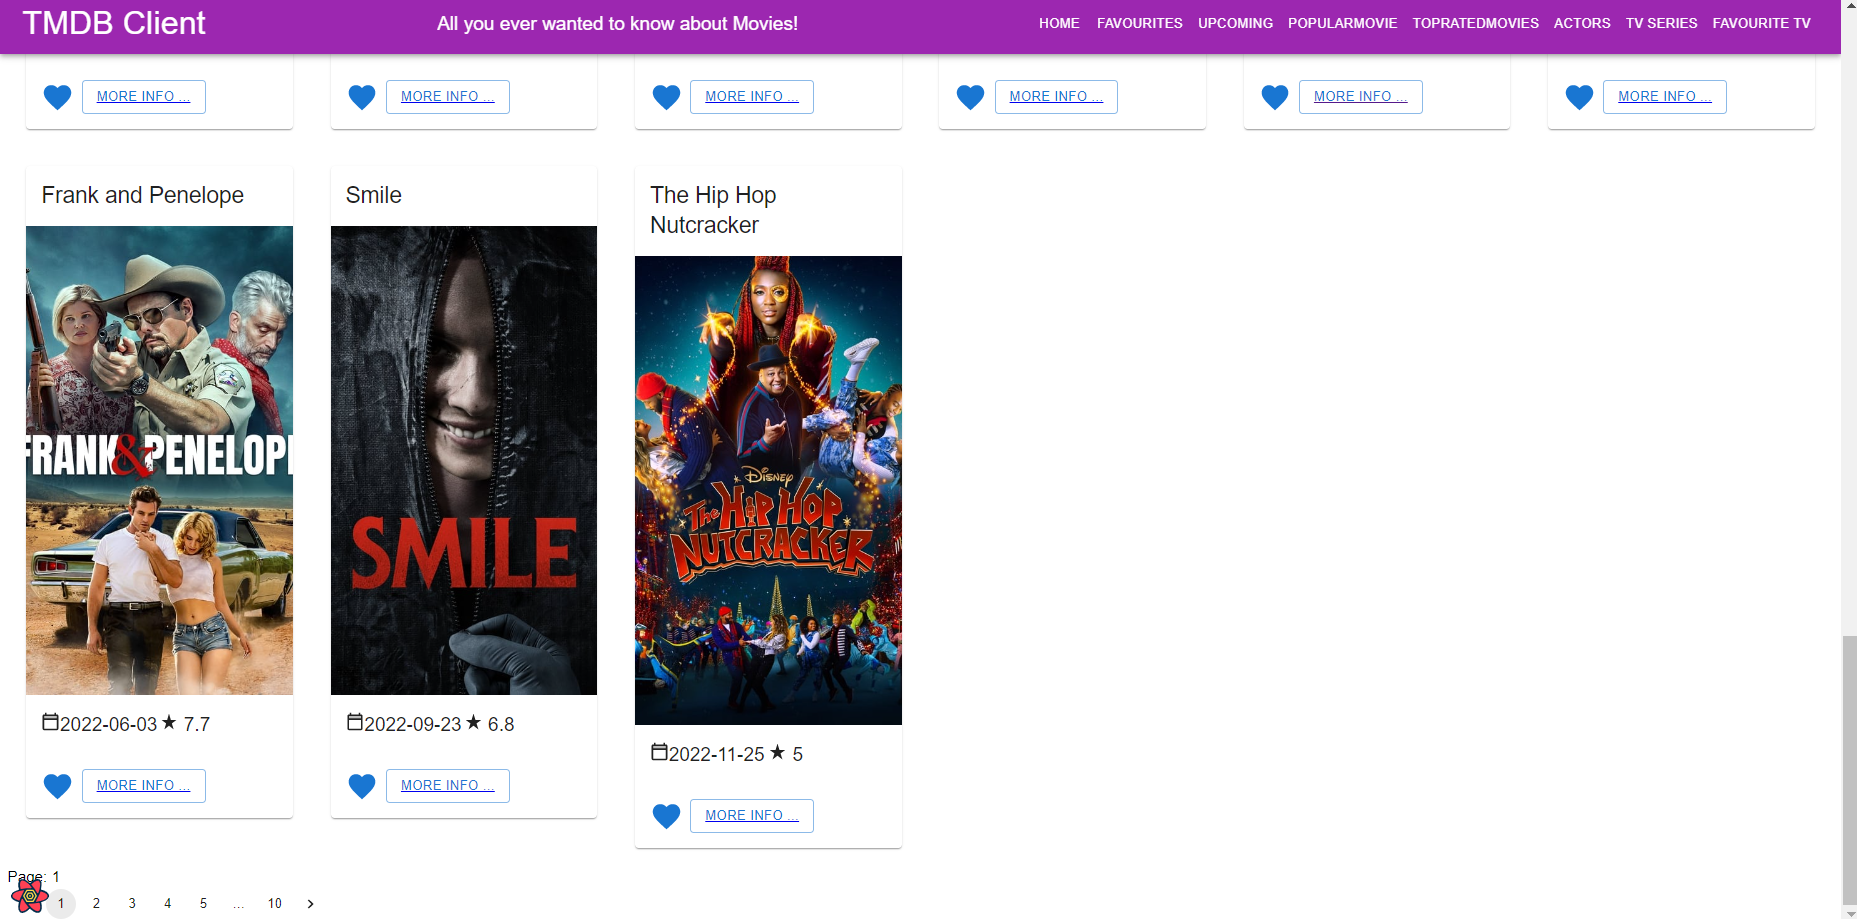 TMDB Client
All you ever wanted to know about Movies!
HOME FAVOURITES UPCOMING POPULARMOVIE TOPRATEDMOVIES ACTORS TV SERIES FAVOURITE TV
MORE INFO ...
MORE INFO ...
MORE INFO ...
MORE INFO ...
MORE INFO ...
MORE INFO ...
Frank and Penelope
FRANK & PENELOPE
2022-06-03 ★ 7.7
MORE INFO ...
Smile
SMILE
2022-09-23 ★ 6.8
MORE INFO ...
The Hip Hop
Nutcracker
Disney
The Hip Hop
Nutcracker
2022-11-25 ★ 5
MORE INFO ...
Page: 1
1 2 3 4 5 ... 10 >